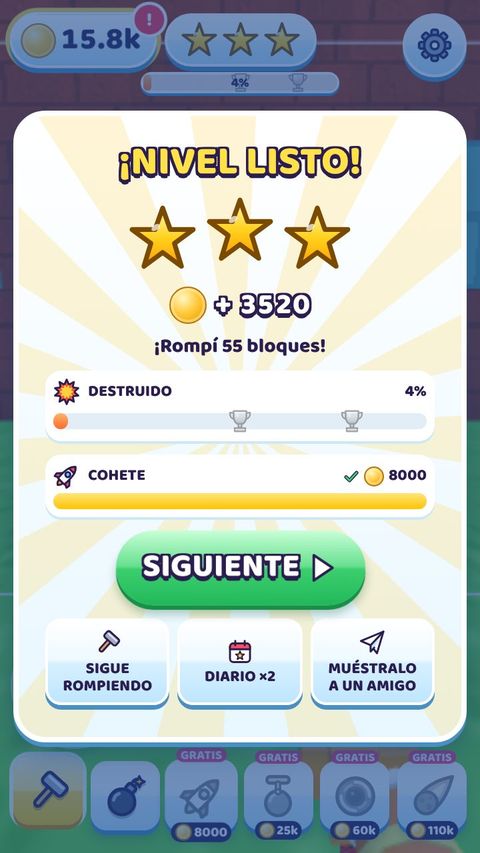 15.8k
!
4%
¡NIVEL LISTO!
+ 3520
¡Rompí 55 bloques!
DESTRUIDO 4%
COHETE 8000
SIGUIENTE
SIGUE
ROMPIENDO
DIARIO ×2
MUÉSTRALO
A UN AMIGO
GRATIS GRATIS GRATIS GRATIS
8000 25k 60k 110k